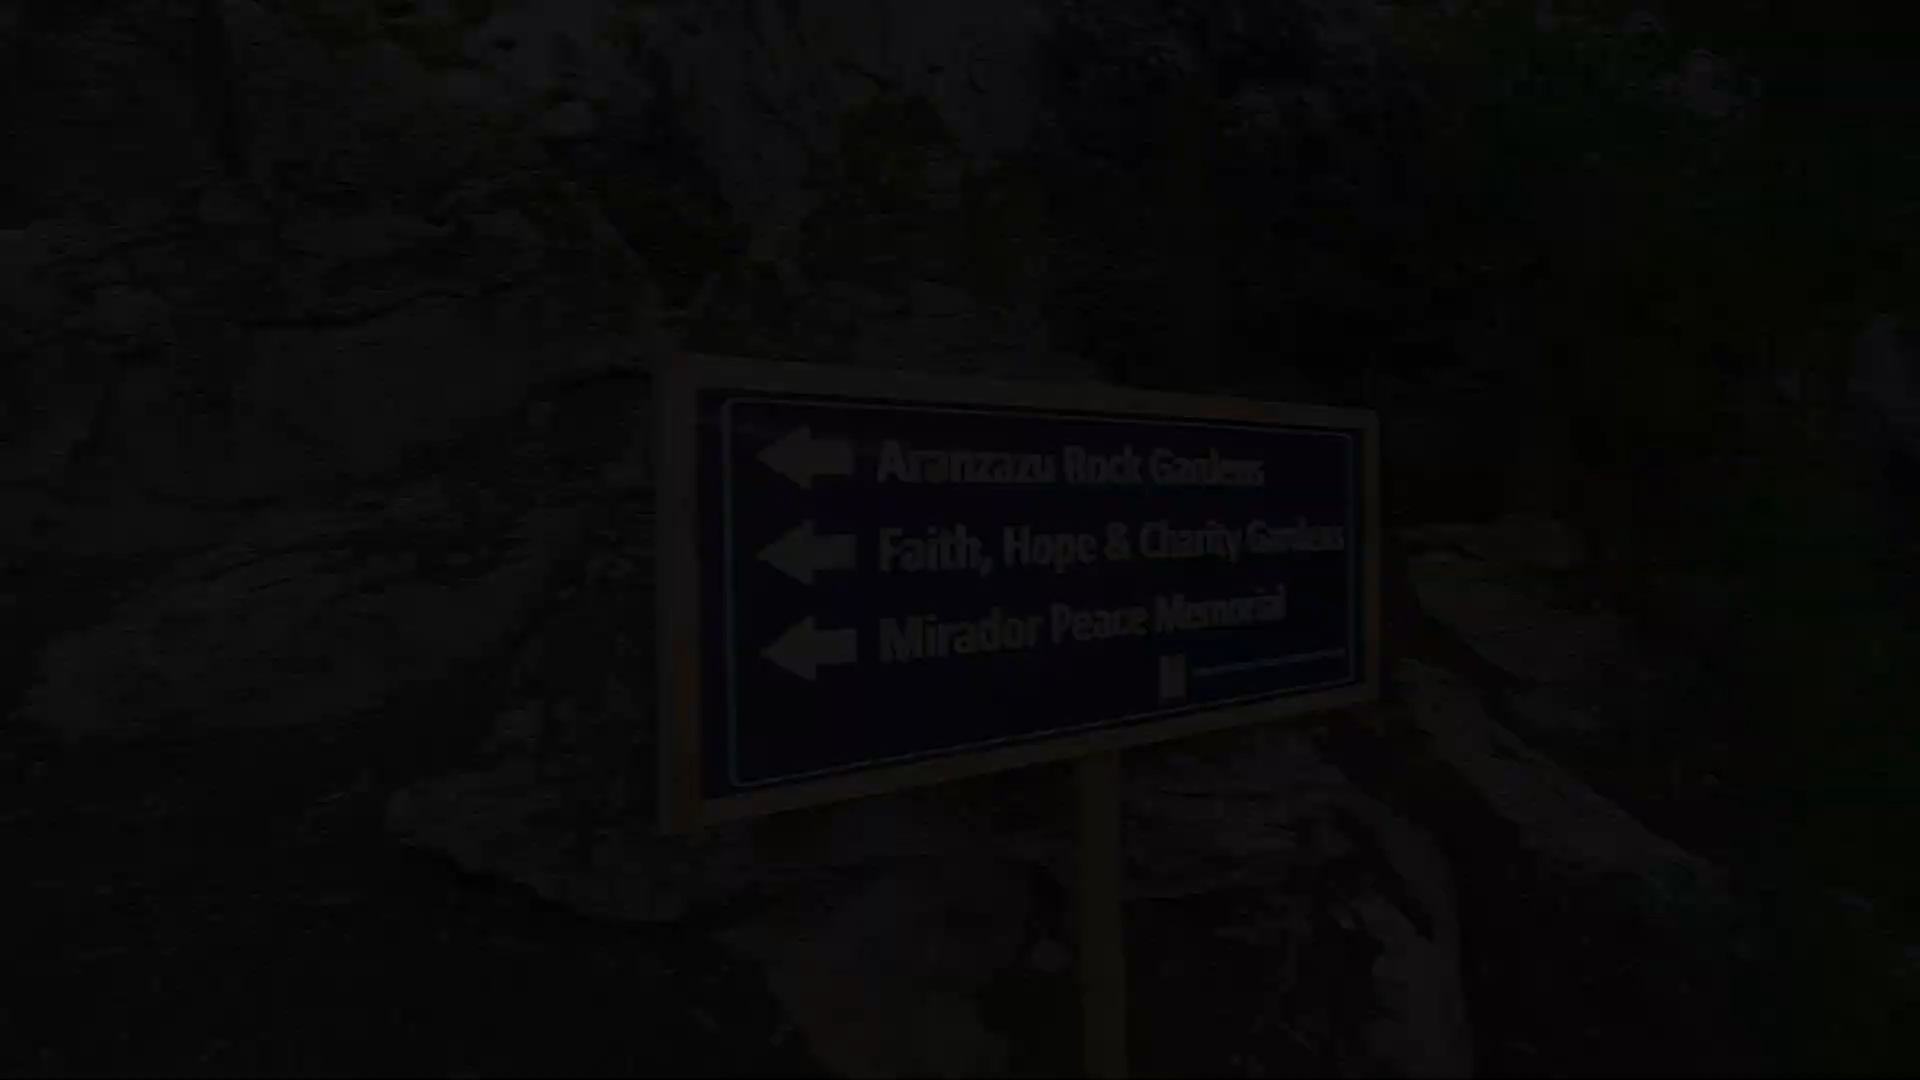 Aranzazu Rock Gardens
Faith, Hope & Charity Gardens
Mirador Peace Memorial